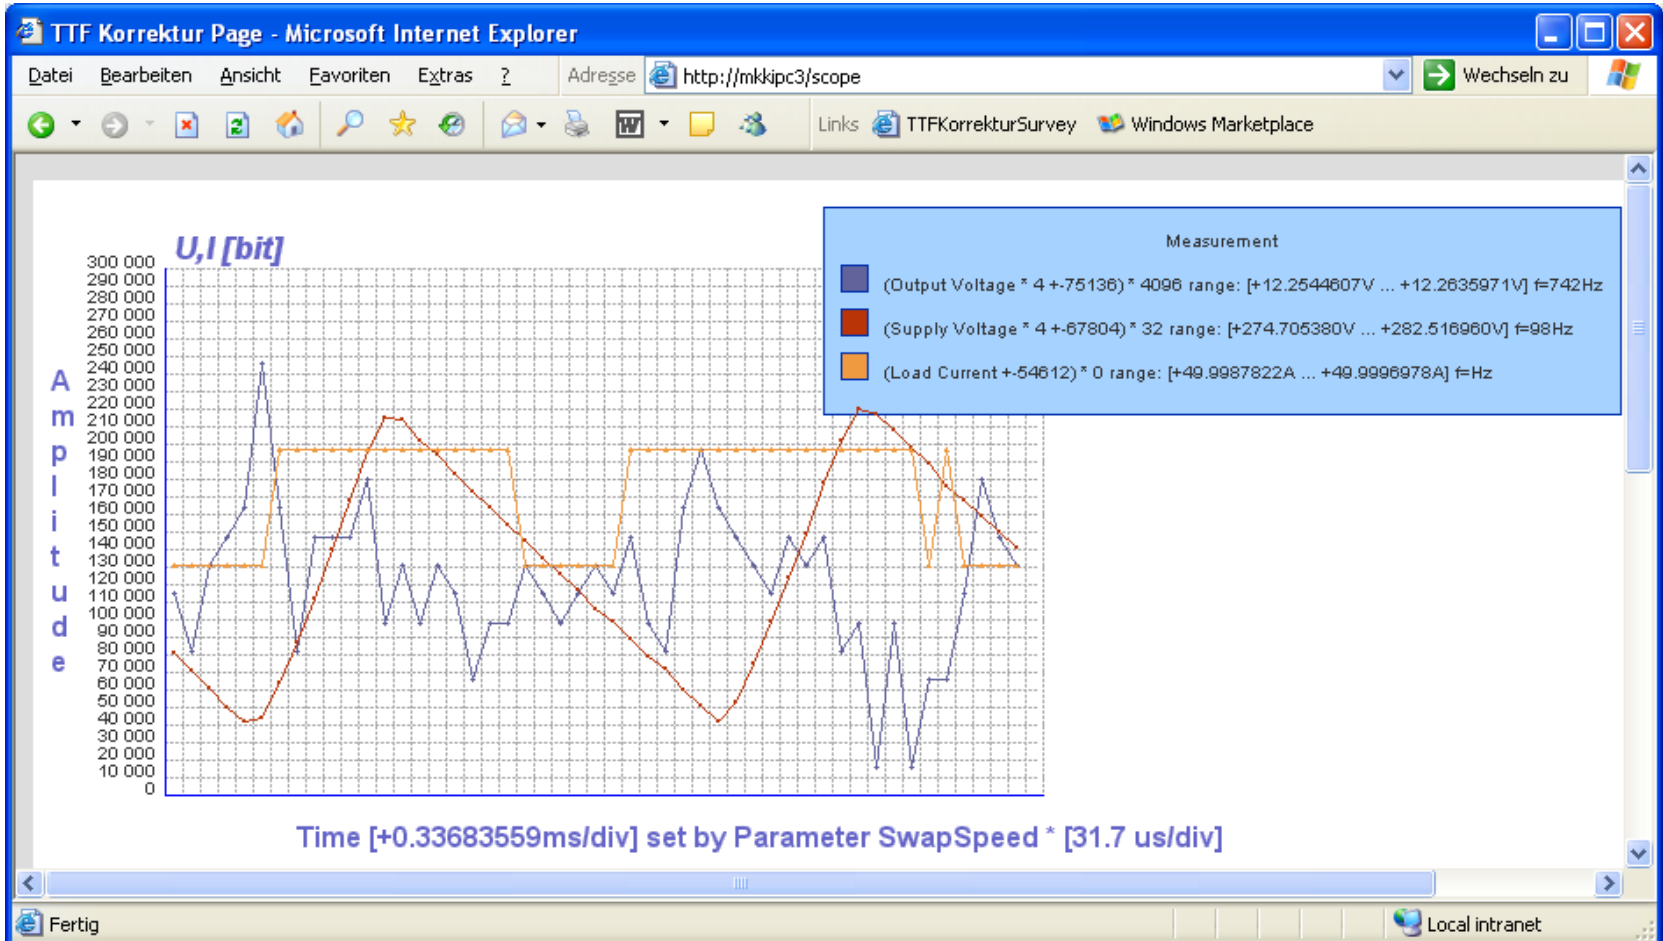 TTF Korrektur Page - Microsoft Internet Explorer
Datei Bearbeiten Ansicht Favoriten Extras ? Adresse http://mkkipc3/scope Wechseln zu
W Links TTFKorrekturSurvey Windows Marketplace
Measurement
(Output Voltage * 4 +-75136) * 4096 range: [+12.2544607V ... +12.2635971V] f=742Hz
(Supply Voltage * 4 +-67804) * 32 range: [+274.705380V ... +282.516960V] f=98Hz
(Load Current +-54612) * 0 range: [+49.9987822A ... +49.9996978A] f=Hz
U,I [bit]
300 000
290 000
280 000
270 000
260 000
250 000
240 000
230 000
220 000
210 000
200 000
190 000
180 000
170 000
160 000
150 000
140 000
130 000
120 000
110 000
100 000
90 000
80 000
70 000
60 000
50 000
40 000
30 000
20 000
10 000
0
Amplitude
Time [+0.33683559ms/div] set by Parameter SwapSpeed * [31.7 us/div]
Fertig Local intranet